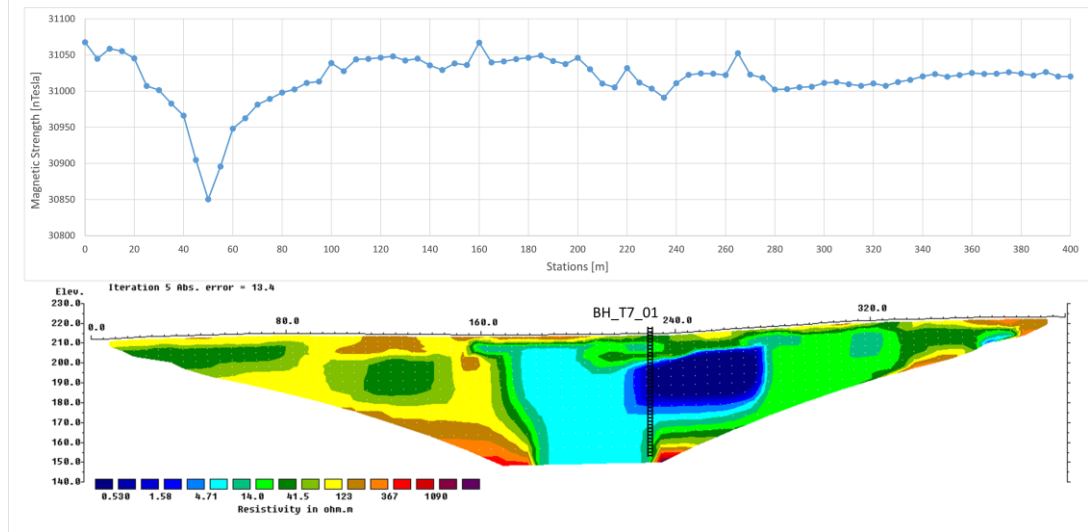 31100
31050
31000
30950
30900
30850
30800
Magnetic Strength [nTesla]
0 20 40 60 80 100 120 140 160 180 200 220 240 260 280 300 320 340 360 380 400
Stations [m]
Iteration 5 Abs. error = 13.4
Elev.
BH_T7_01
230.0
220.0
210.0
200.0
190.0
180.0
170.0
160.0
150.0
140.0
0.0 80.0 160.0 240.0 320.0
0.530 1.58 4.71 14.0 41.5 123 367 1090
Resistivity in ohm.m